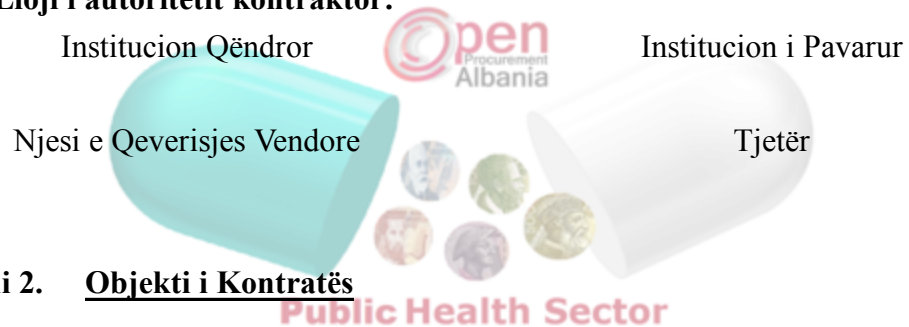 Lloji i autoritetit kontraktor:
Institucion Qëndror
Institucion i Pavarur
Open
Procurement
Albania
Njesi e Qeverisjes Vendore
Tjetër
i 2. Objekti i Kontratës
Public Health Sector